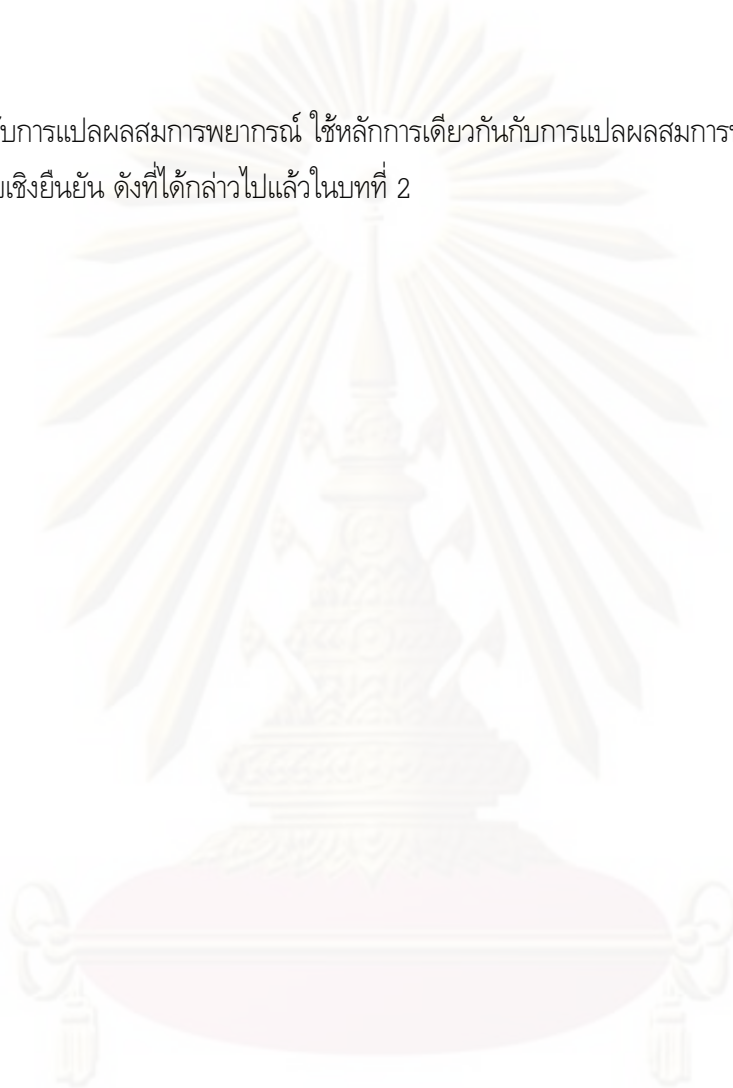 บการแปลผลสมการพยากรณ์ ใช้หลักการเดียวกันกับการแปลผลสมการ
เชิงยืนยัน ดังที่ได้กล่าวไปแล้วในบทที่ 2